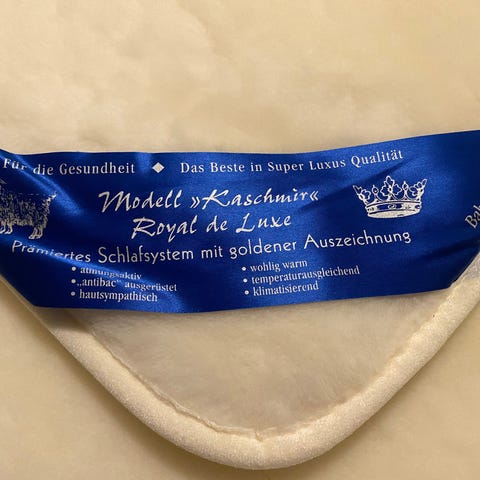 Für die Gesundheit ◆ Das Beste in Super Luxus Qualität
Modell »Kaschmir«
Royal de Luxe
Prämiertes Schlafsystem mit goldener Auszeichnung
• atmungsaktiv
• „antibac" ausgerüstet
• hautsympathisch
• wohlig warm
• temperaturausgleichend
• klimatisierend